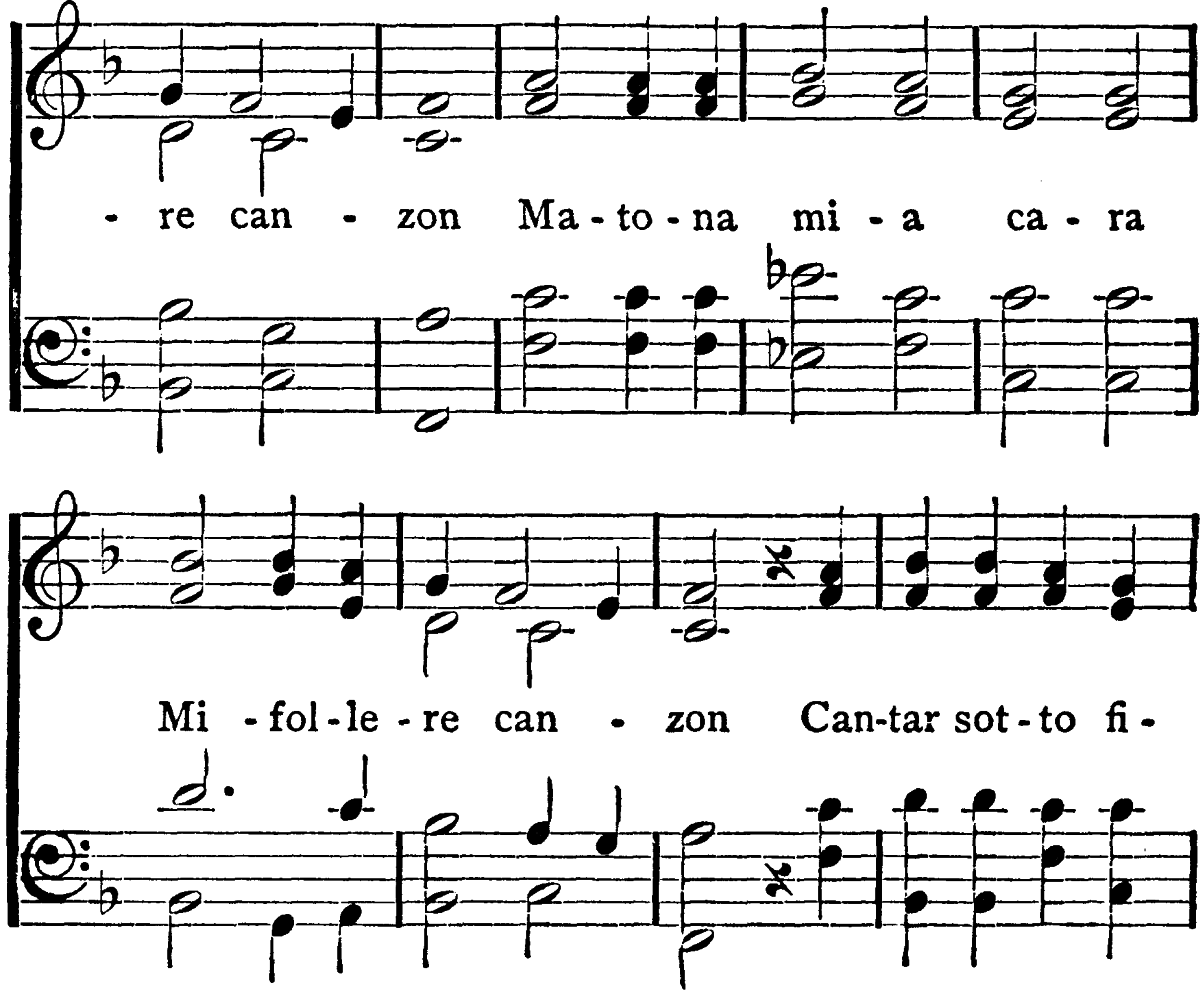 - re can - zon Ma - to - na mi - a ca - ra
Mi - fol - le - re can - zon Can - tar sot - to fi -